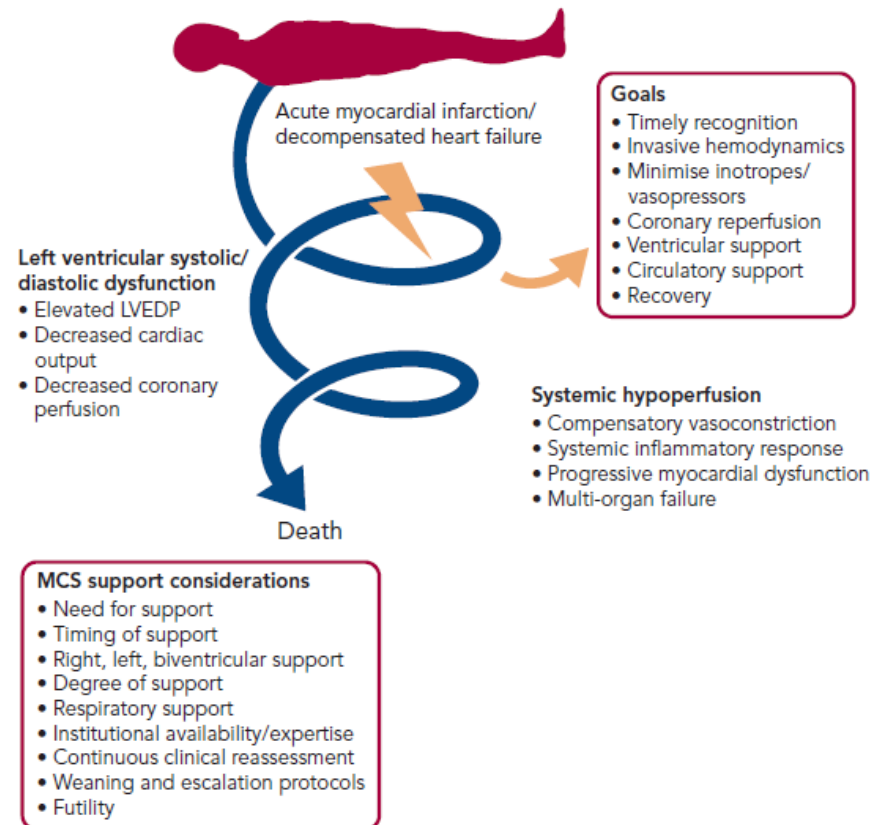 Acute myocardial infarction/
decompensated heart failure
Goals
• Timely recognition
• Invasive hemodynamics
• Minimise inotropes/
vasopressors
• Coronary reperfusion
• Ventricular support
• Circulatory support
• Recovery
Left ventricular systolic/
diastolic dysfunction
• Elevated LVEDP
• Decreased cardiac
output
• Decreased coronary
perfusion
Systemic hypoperfusion
• Compensatory vasoconstriction
• Systemic inflammatory response
• Progressive myocardial dysfunction
• Multi-organ failure
Death
MCS support considerations
• Need for support
• Timing of support
• Right, left, biventricular support
• Degree of support
• Respiratory support
• Institutional availability/expertise
• Continuous clinical reassessment
• Weaning and escalation protocols
• Futility